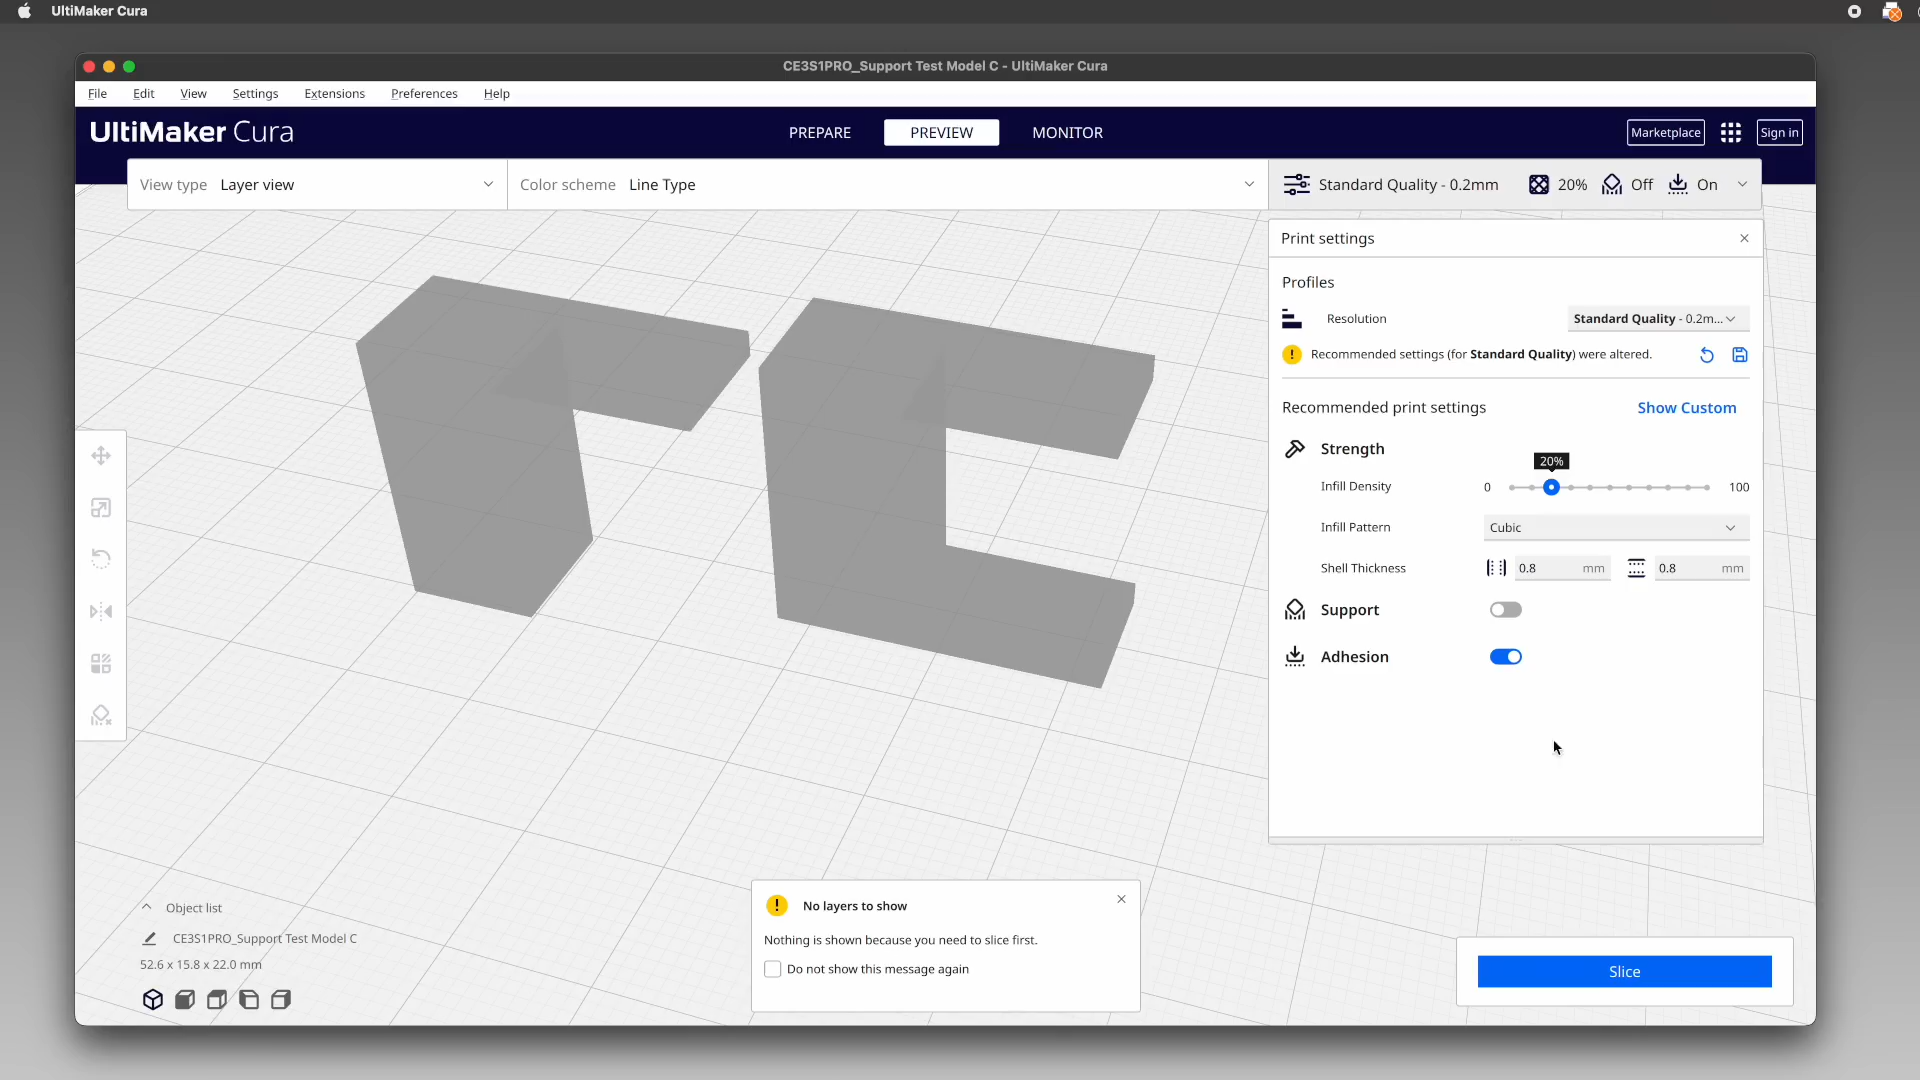 UltiMaker Cura
CE3S1PRO_Support Test Model C - UltiMaker Cura
File Edit View Settings Extensions Preferences Help
UltiMaker Cura PREPARE PREVIEW MONITOR Marketplace Sign in
View type Layer view Color scheme Line Type Standard Quality - 0.2mm 20% Off On
Print settings
Profiles
Resolution Standard Quality - 0.2m...
Recommended settings (for Standard Quality) were altered.
Recommended print settings Show Custom
Strength
20%
Infill Density 0 100
Infill Pattern Cubic
Shell Thickness 0.8 mm 0.8 mm
Support
Adhesion
Object list
CE3S1PRO_Support Test Model C
52.6 x 15.8 x 22.0 mm
No layers to show
Nothing is shown because you need to slice first.
Do not show this message again
Slice